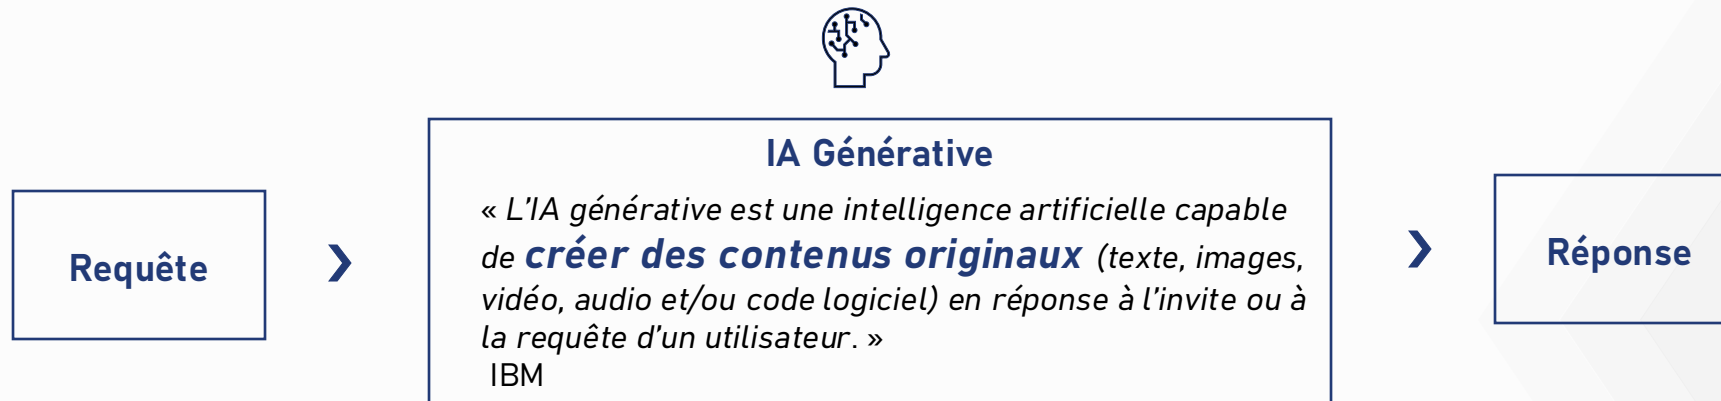 IA Générative
« L'IA générative est une intelligence artificielle capable
de créer des contenus originaux (texte, images,
vidéo, audio et/ou code logiciel) en réponse à l'invite ou à
la requête d'un utilisateur. »
IBM
Requête
Réponse